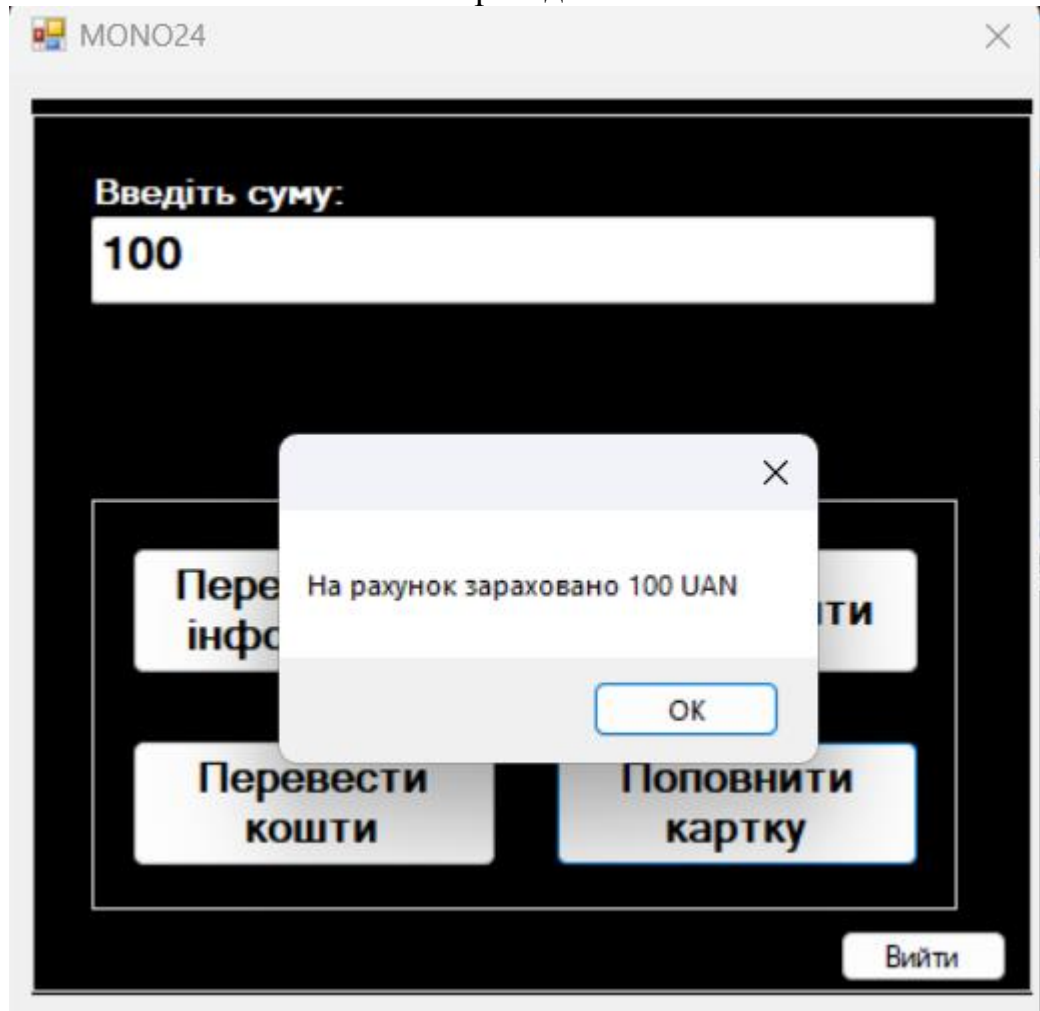 MONO24
Введіть суму:
100
На рахунок зараховано 100 UAN
OK
Перевести
кошти
Поповнити
картку
Вийти